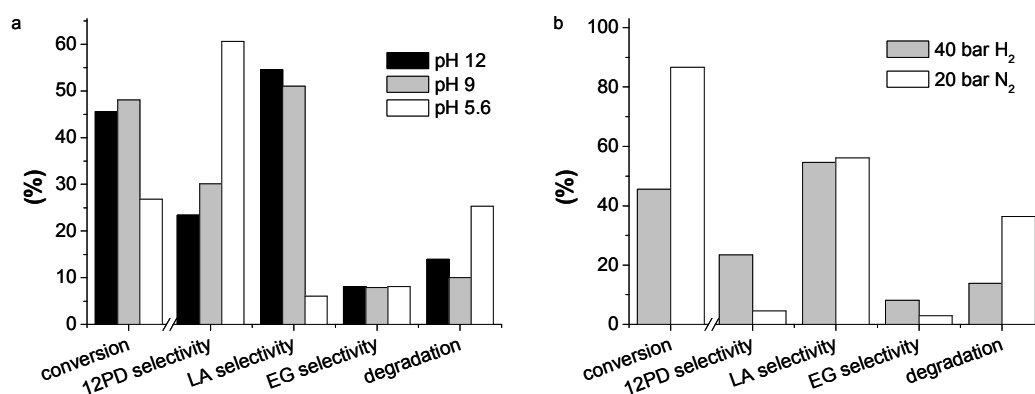 a
60
50
40
30
20
10
0
(%)
pH 12
pH 9
pH 5.6
conversion
12PD selectivity
LA selectivity
EG selectivity
degradation
b
100
80
60
40
20
0
(%)
40 bar H₂
20 bar N₂
conversion
12PD selectivity
LA selectivity
EG selectivity
degradation